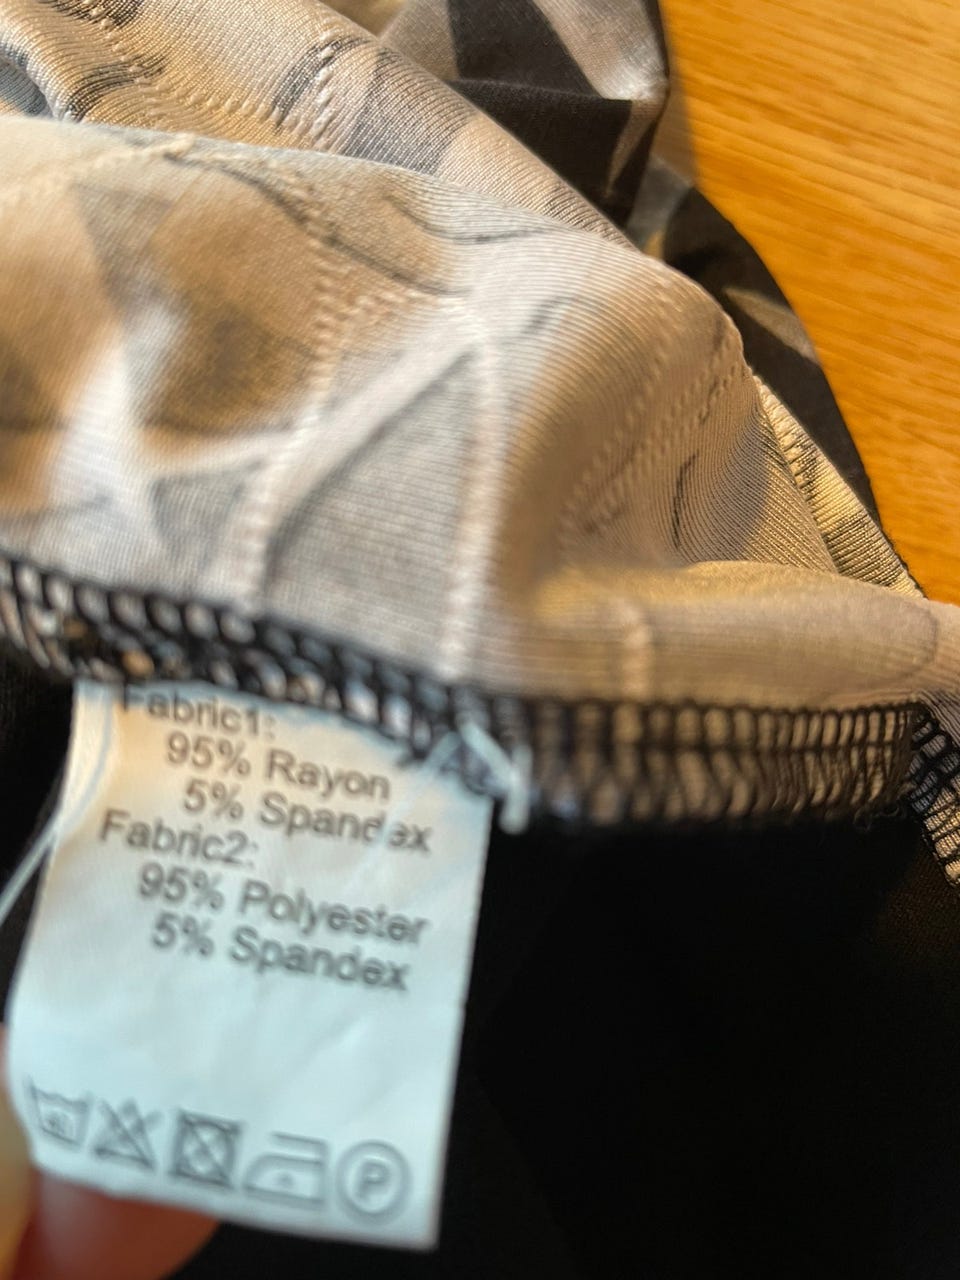 Fabric1:
95% Rayon
5% Spandex
Fabric2:
95% Polyester
5% Spandex
P